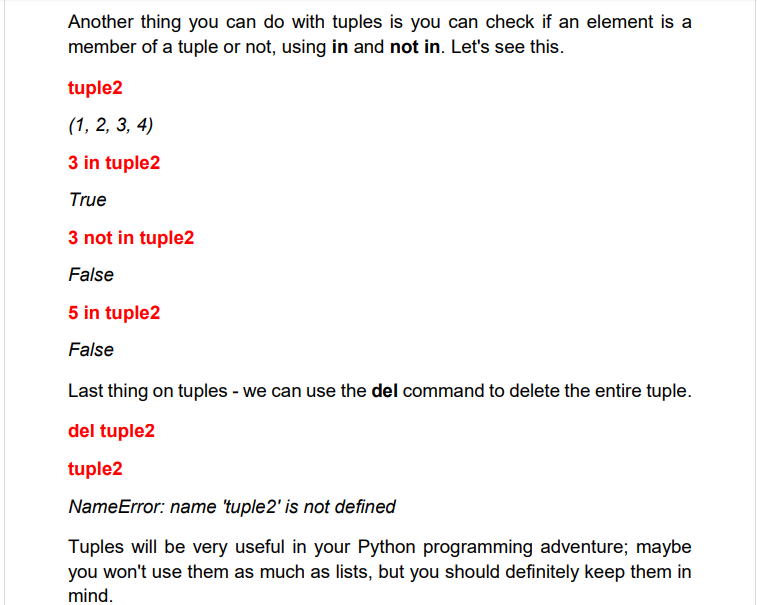 Another thing you can do with tuples is you can check if an element is a
member of a tuple or not, using in and not in. Let's see this.
tuple2
(1, 2, 3, 4)
3 in tuple2
True
3 not in tuple2
False
5 in tuple2
False
Last thing on tuples - we can use the del command to delete the entire tuple.
del tuple2
tuple2
NameError: name 'tuple2' is not defined
Tuples will be very useful in your Python programming adventure; maybe
you won't use them as much as lists, but you should definitely keep them in
mind.